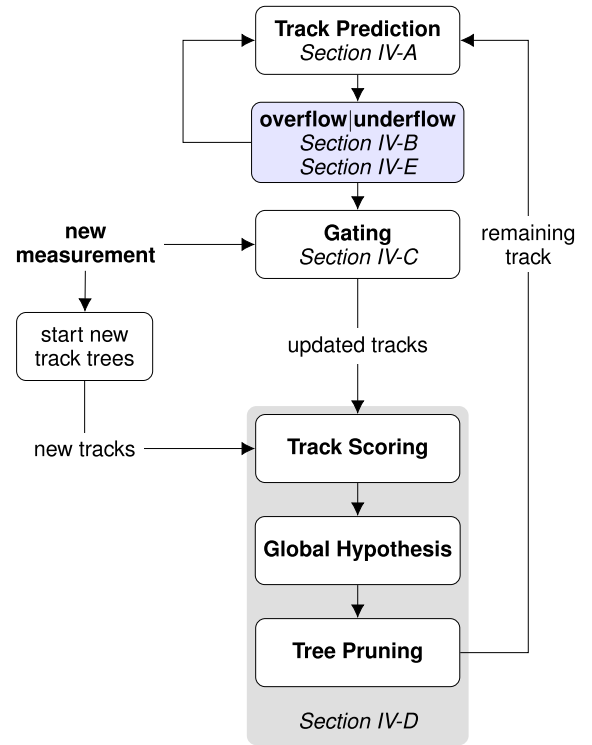 Track Prediction
Section IV-A
overflow|underflow
Section IV-B
Section IV-E
new
measurement
Gating
Section IV-C
remaining
track
start new
track trees
updated tracks
new tracks
Track Scoring
Global Hypothesis
Tree Pruning
Section IV-D